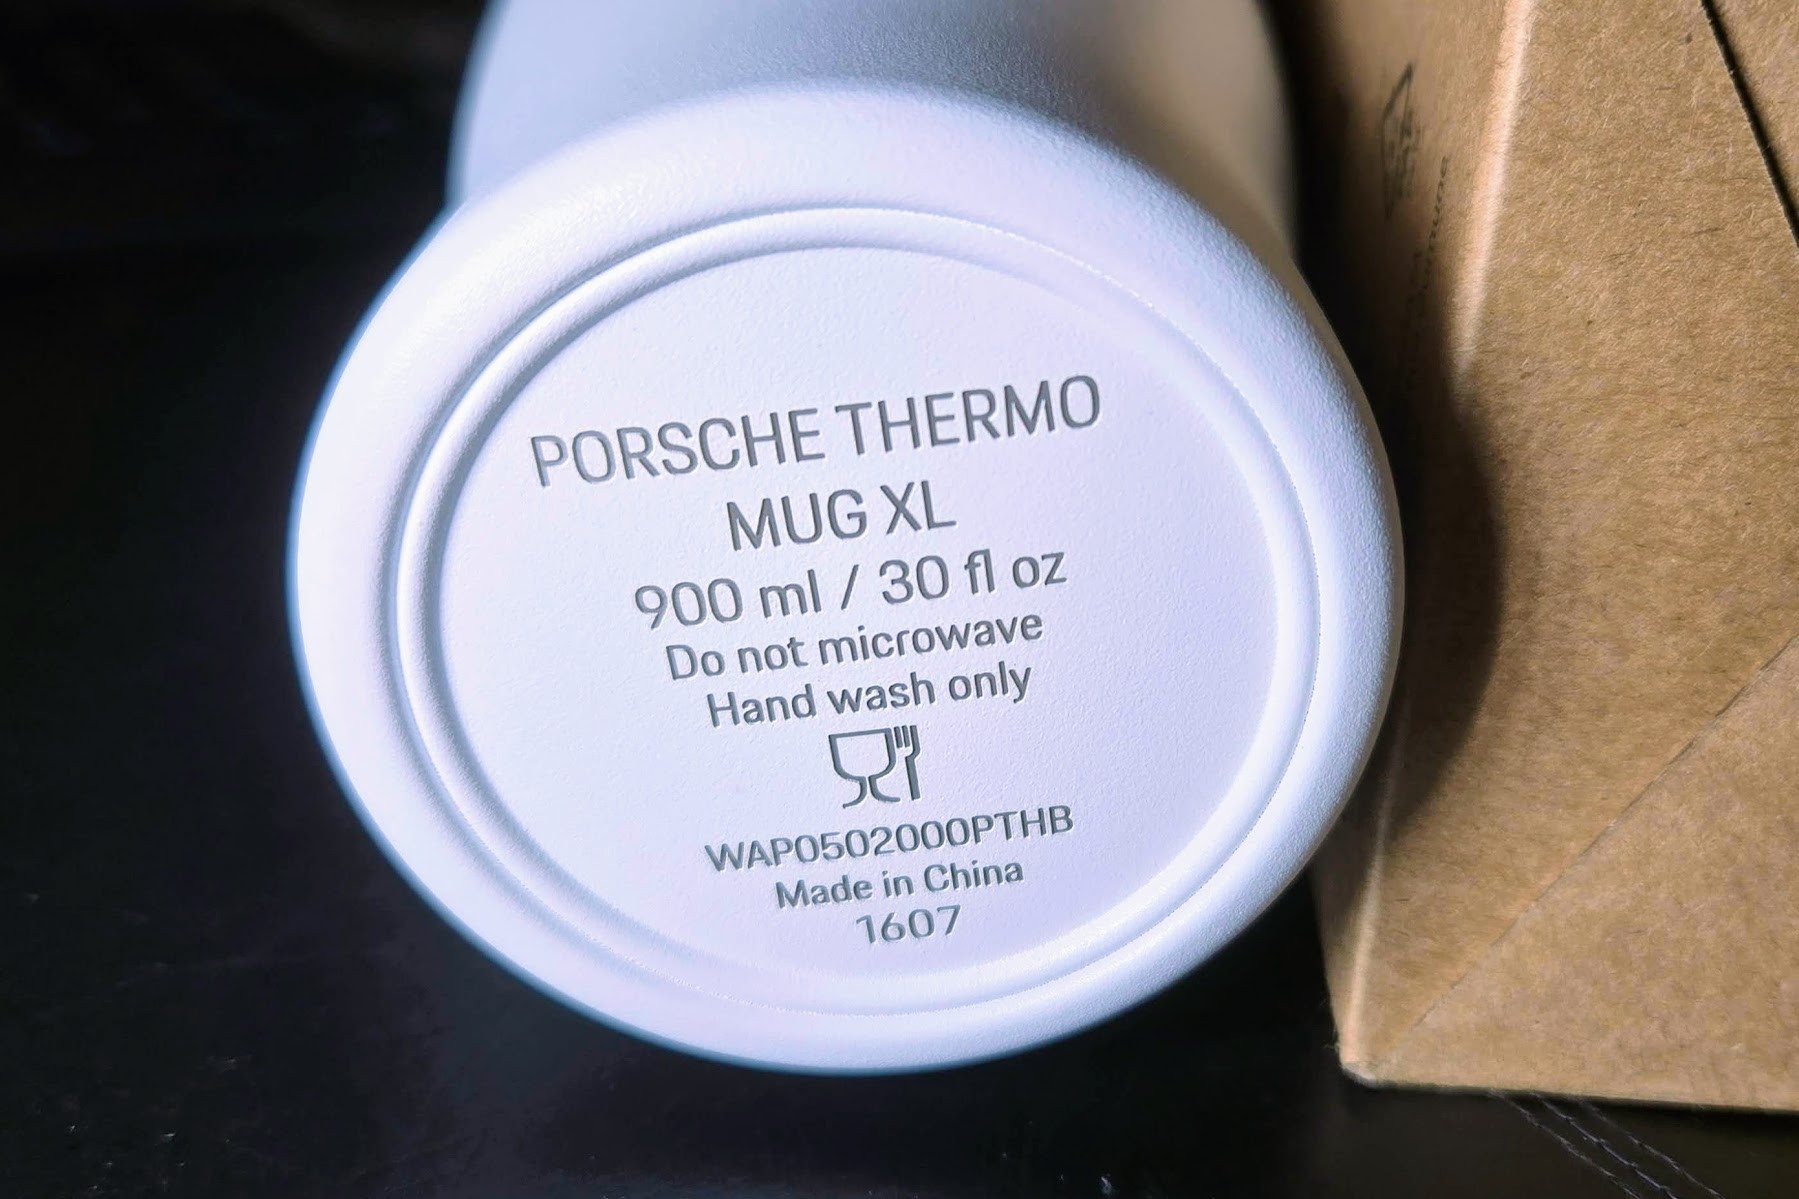 PORSCHE THERMO
MUG XL
900 ml / 30 fl oz
Do not microwave
Hand wash only
WAP0502000PTHB
Made in China
1607